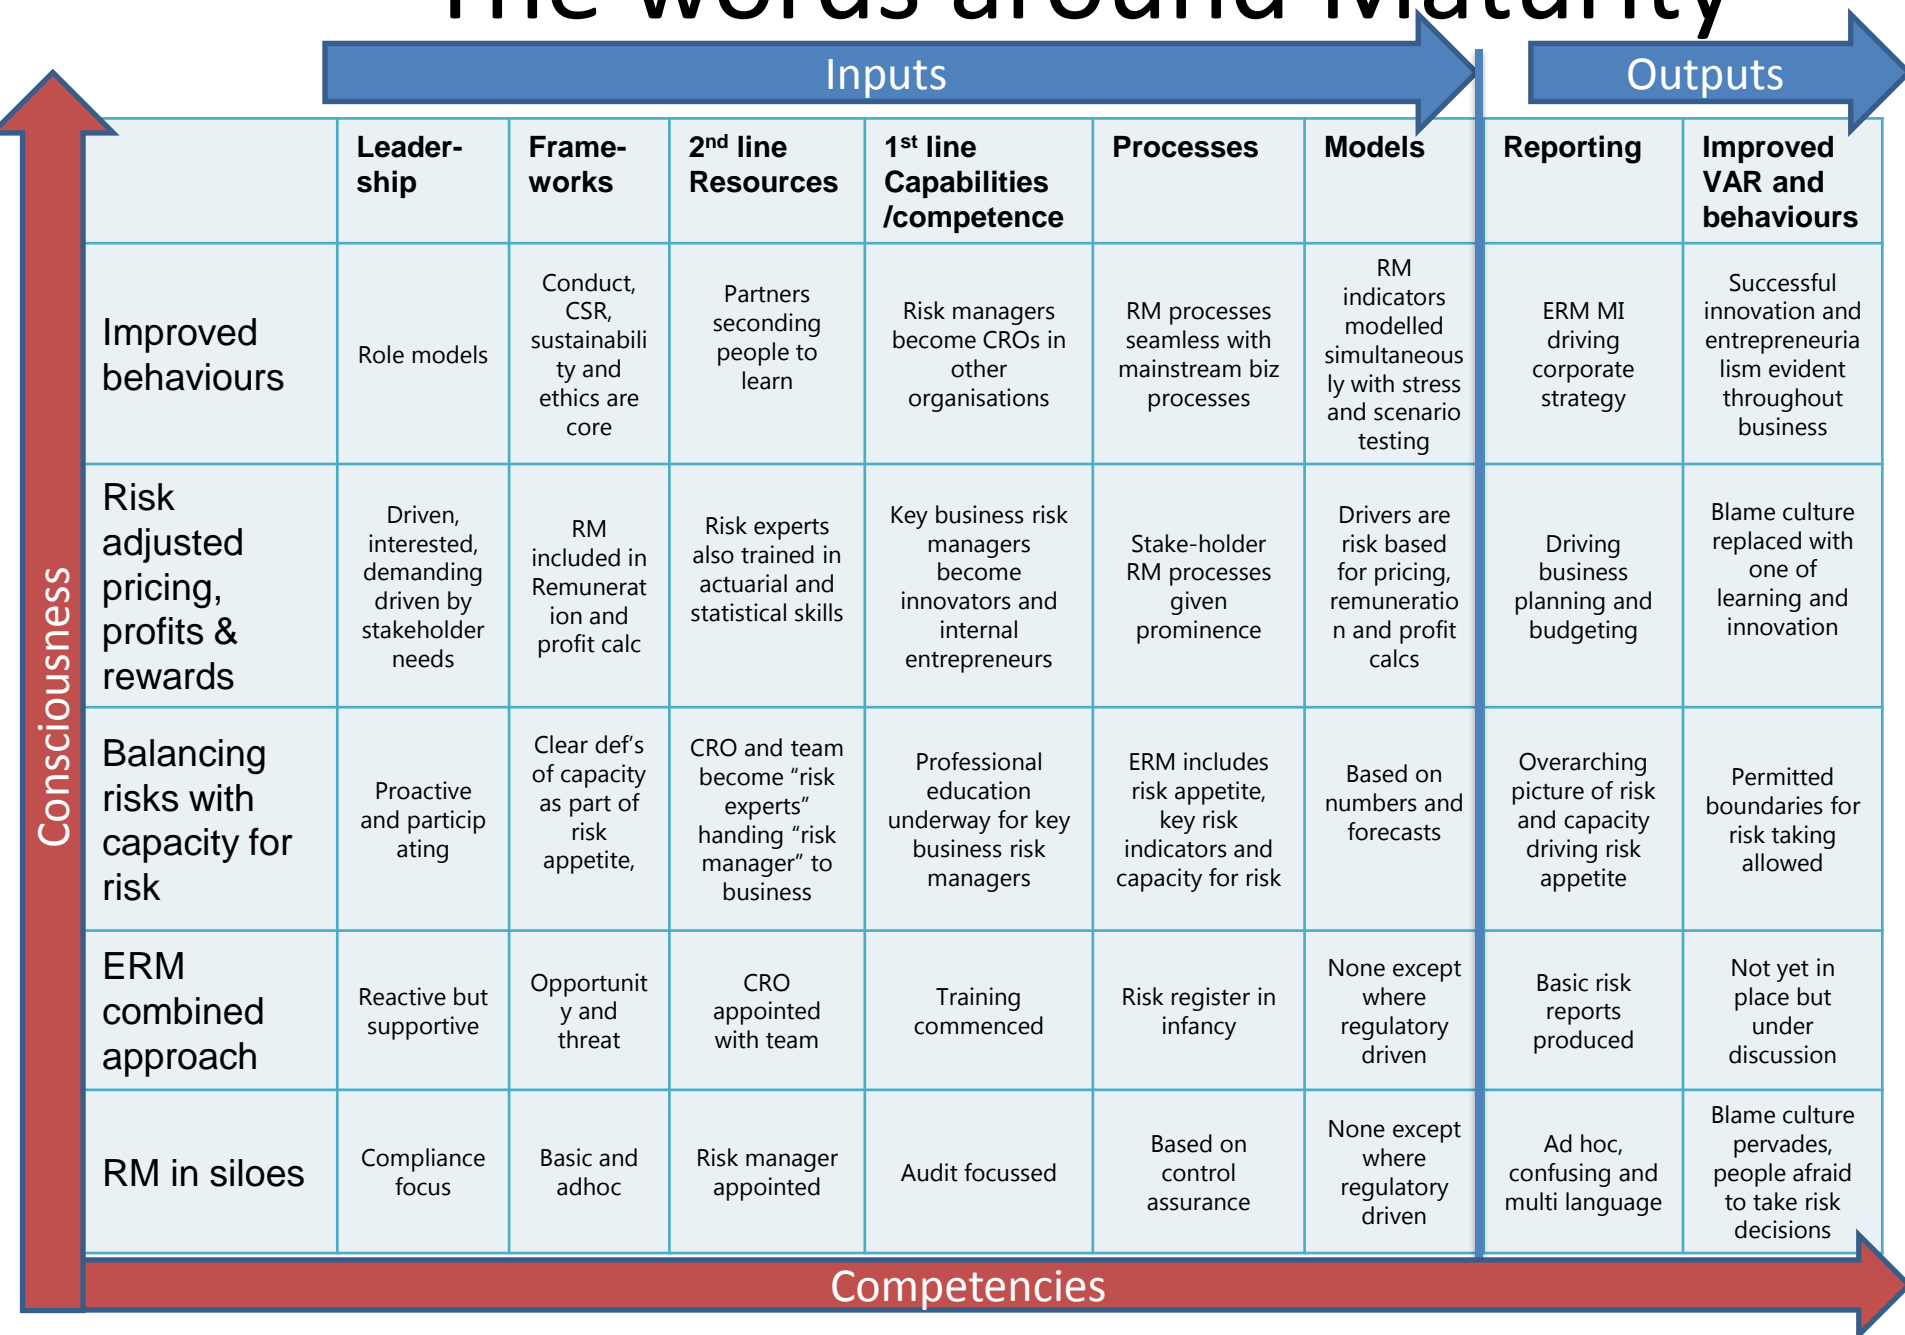 The words around Maturity
Inputs
Outputs
Leader-
ship
Frame-
works
2nd line
Resources
1st line
Capabilities
/competence
Processes
Models
Reporting
Improved
VAR and
behaviours
Improved
behaviours
Role models
Conduct,
CSR,
sustainabili
ty and
ethics are
core
Partners
seconding
people to
learn
Risk managers
become CROs in
other
organisations
RM processes
seamless with
mainstream biz
processes
RM
indicators
modelled
simultaneous
ly with stress
and scenario
testing
ERM MI
driving
corporate
strategy
Successful
innovation and
entrepreneuria
lism evident
throughout
business
Risk
adjusted
pricing,
profits &
rewards
Driven,
interested,
demanding
driven by
stakeholder
needs
RM
included in
Remunerat
ion and
profit calc
Risk experts
also trained in
actuarial and
statistical skills
Key business risk
managers
become
innovators and
internal
entrepreneurs
Stake-holder
RM processes
given
prominence
Drivers are
risk based
for pricing,
remuneratio
n and profit
calcs
Driving
business
planning and
budgeting
Blame culture
replaced with
one of
learning and
innovation
Balancing
risks with
capacity for
risk
Proactive
and particip
ating
Clear def's
of capacity
as part of
risk
appetite,
CRO and team
become “risk
experts”
handing “risk
manager” to
business
Professional
education
underway for key
business risk
managers
ERM includes
risk appetite,
key risk
indicators and
capacity for risk
Based on
numbers and
forecasts
Overarching
picture of risk
and capacity
driving risk
appetite
Permitted
boundaries for
risk taking
allowed
ERM
combined
approach
Reactive but
supportive
Opportunit
y and
threat
CRO
appointed
with team
Training
commenced
Risk register in
infancy
None except
where
regulatory
driven
Basic risk
reports
produced
Not yet in
place but
under
discussion
RM in siloes
Compliance
focus
Basic and
adhoc
Risk manager
appointed
Audit focussed
Based on
control
assurance
None except
where
regulatory
driven
Ad hoc,
confusing and
multi language
Blame culture
pervades,
people afraid
to take risk
decisions
Consciousness
Competencies